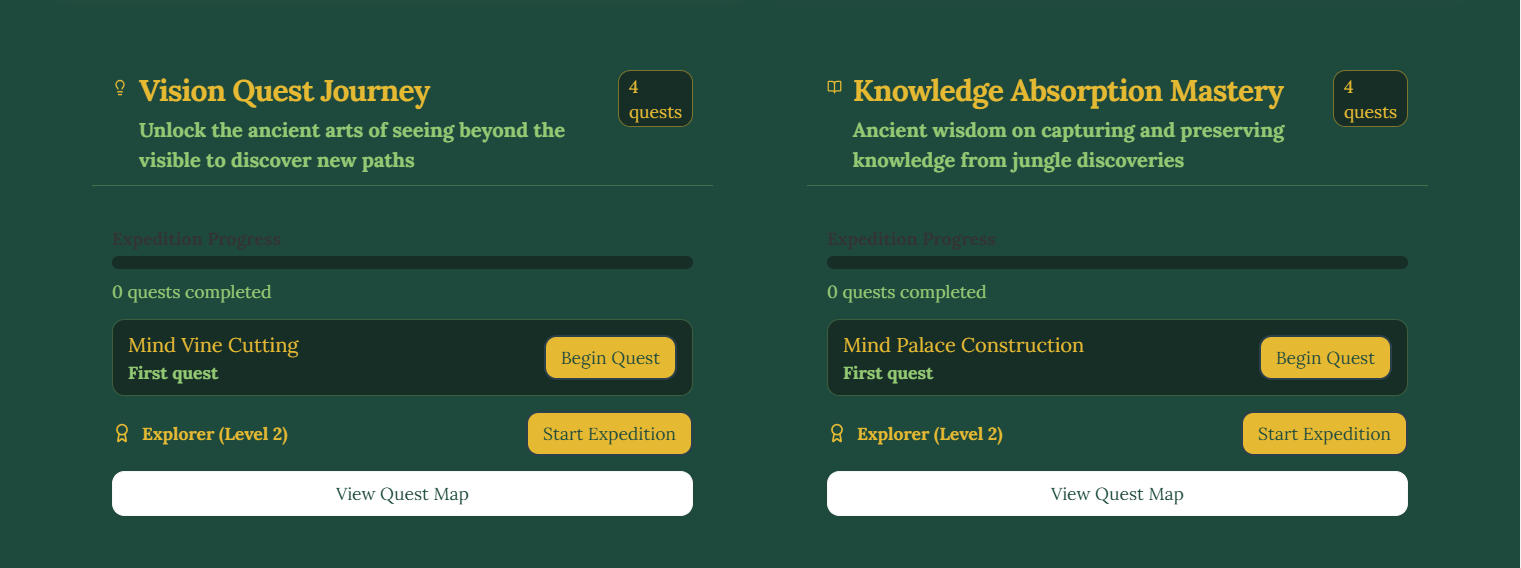 Vision Quest Journey
4
quests
Unlock the ancient arts of seeing beyond the
visible to discover new paths
Expedition Progress
0 quests completed
Mind Vine Cutting
First quest
Begin Quest
Explorer (Level 2)
Start Expedition
View Quest Map
Knowledge Absorption Mastery
4
quests
Ancient wisdom on capturing and preserving
knowledge from jungle discoveries
Expedition Progress
0 quests completed
Mind Palace Construction
First quest
Begin Quest
Explorer (Level 2)
Start Expedition
View Quest Map